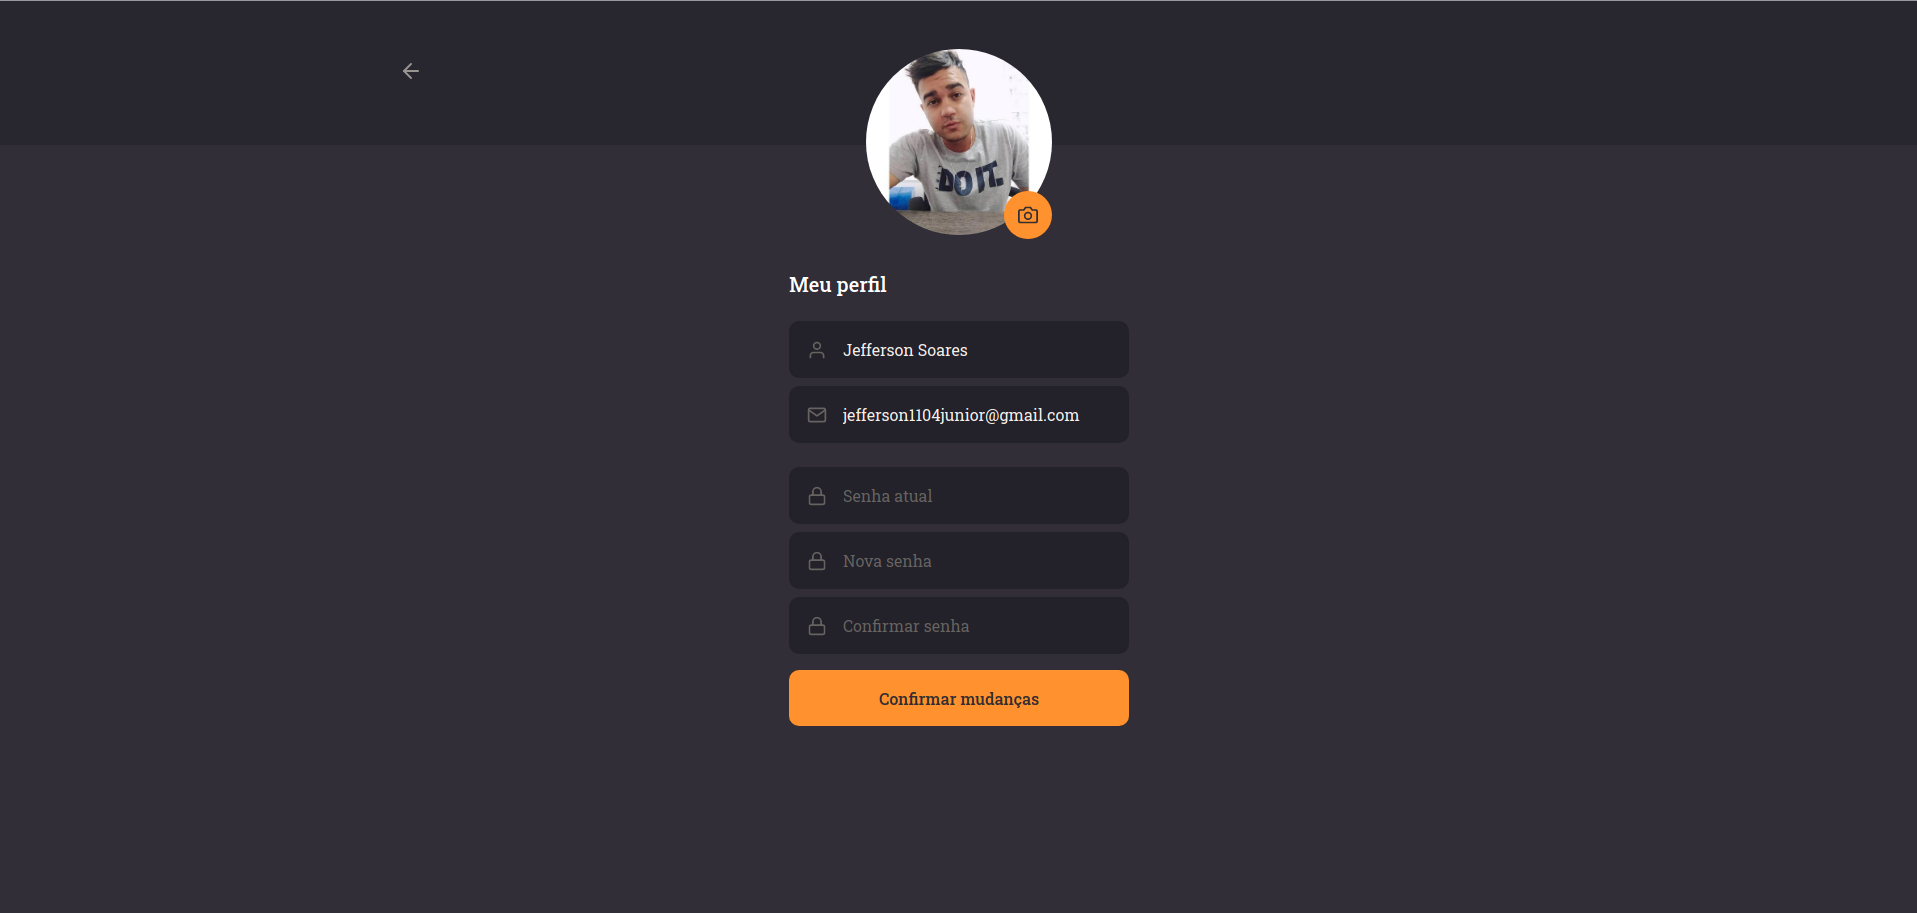 DO IT.
Meu perfil
Jefferson Soares
jefferson1104junior@gmail.com
Senha atual
Nova senha
Confirmar senha
Confirmar mudanças